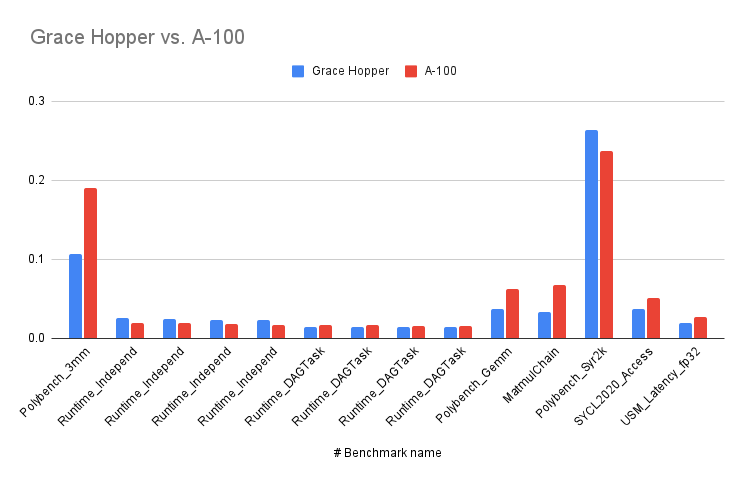 Grace Hopper vs. A-100
Grace Hopper
A-100
0.3
0.2
0.1
0.0
Polybench_3mm
Runtime_Independ
Runtime_Independ
Runtime_Independ
Runtime_Independ
Runtime_DAGTask
Runtime_DAGTask
Runtime_DAGTask
Runtime_DAGTask
Polybench_Gemm
MatmulChain
Polybench_Syr2k
SYCL2020_Access
USM_Latency_fp32
# Benchmark name